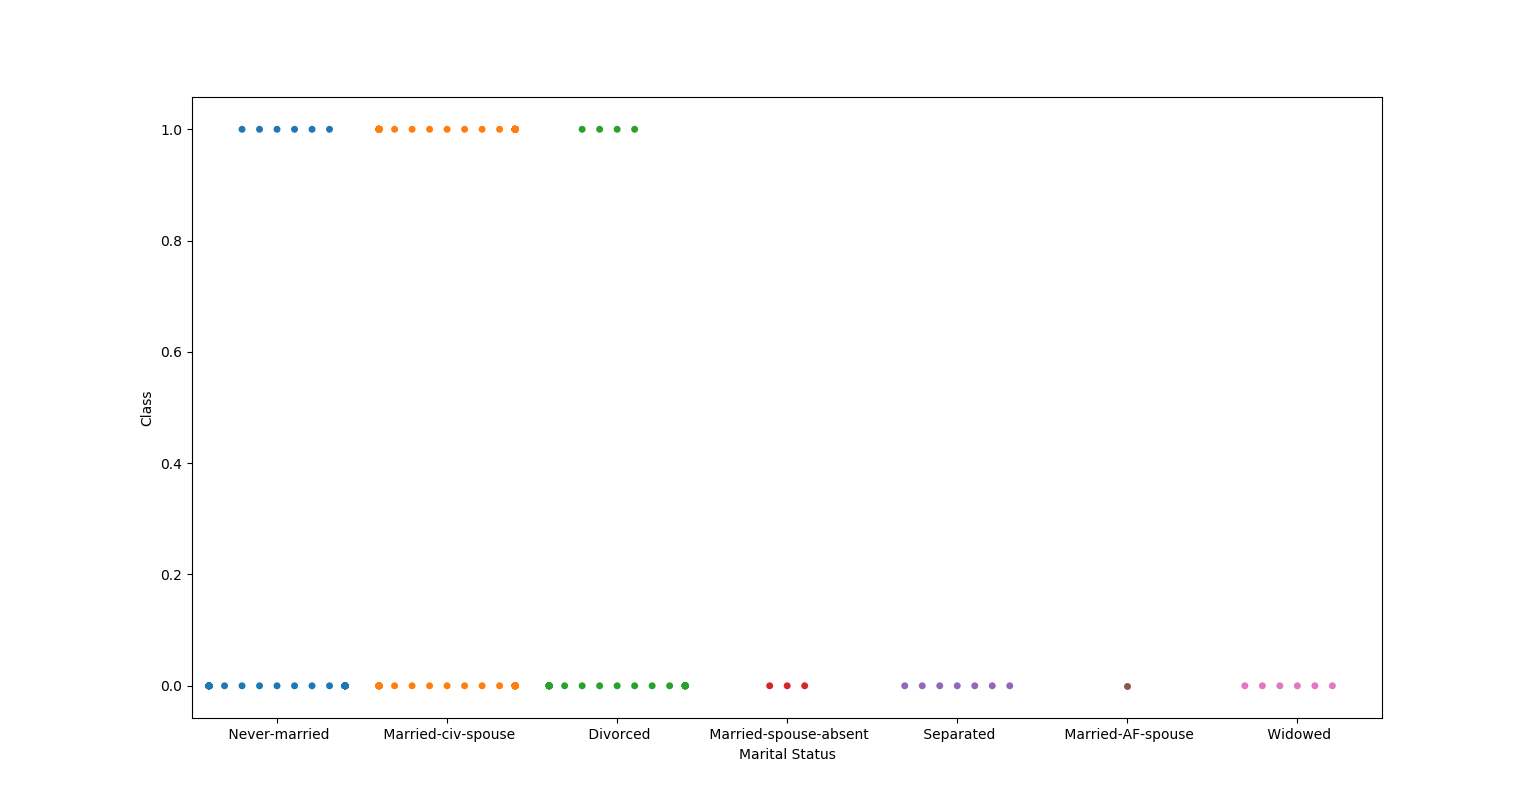 1.0
0.8
0.6
0.4
0.2
0.0
Class
Never-married
Married-civ-spouse
Divorced
Married-spouse-absent
Separated
Married-AF-spouse
Widowed
Marital Status